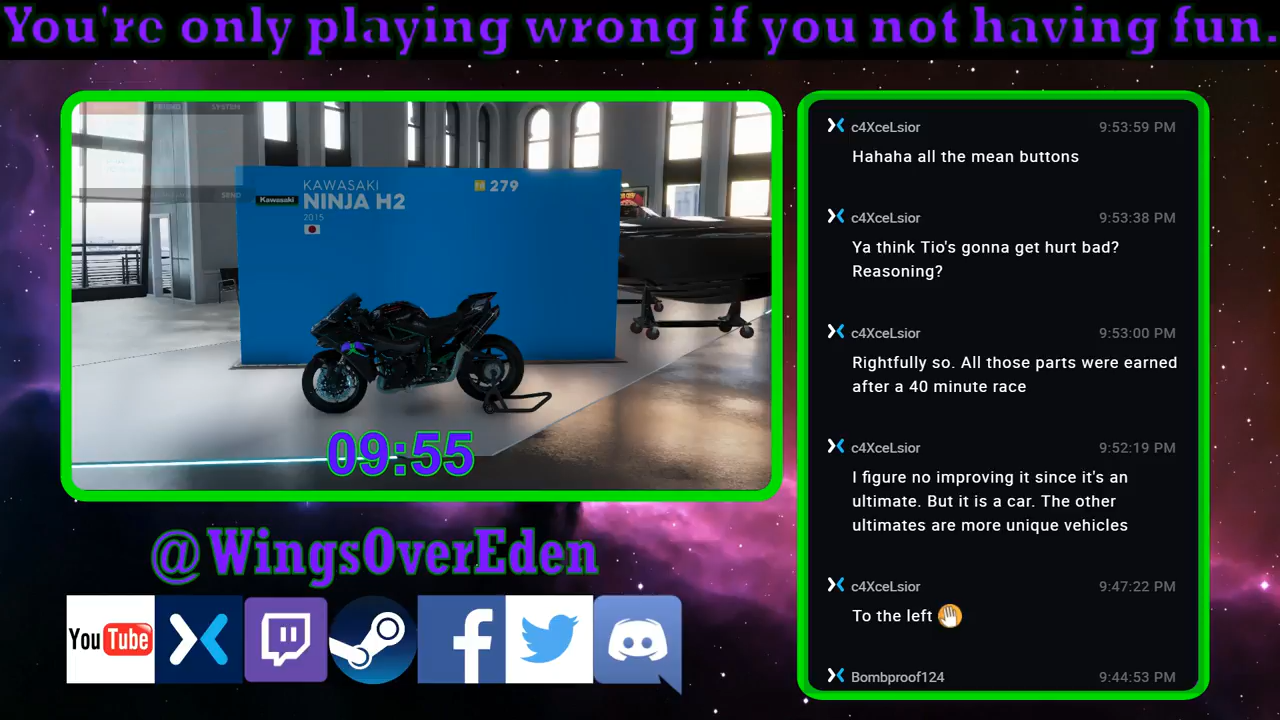 You're only playing wrong if you not having fun.
FRIEND SYSTEM
SEND
KAWASAKI
279
Kawasaki
NINJA H2
2015
09:55
@WingsOverEden
YouTube
c4XceLsior 9:53:59 PM
Hahaha all the mean buttons
c4XceLsior 9:53:38 PM
Ya think Tio's gonna get hurt bad?
Reasoning?
c4XceLsior 9:53:00 PM
Rightfully so. All those parts were earned
after a 40 minute race
c4XceLsior 9:52:19 PM
I figure no improving it since it's an
ultimate. But it is a car. The other
ultimates are more unique vehicles
c4XceLsior 9:47:22 PM
To the left
Bombproof124 9:44:53 PM